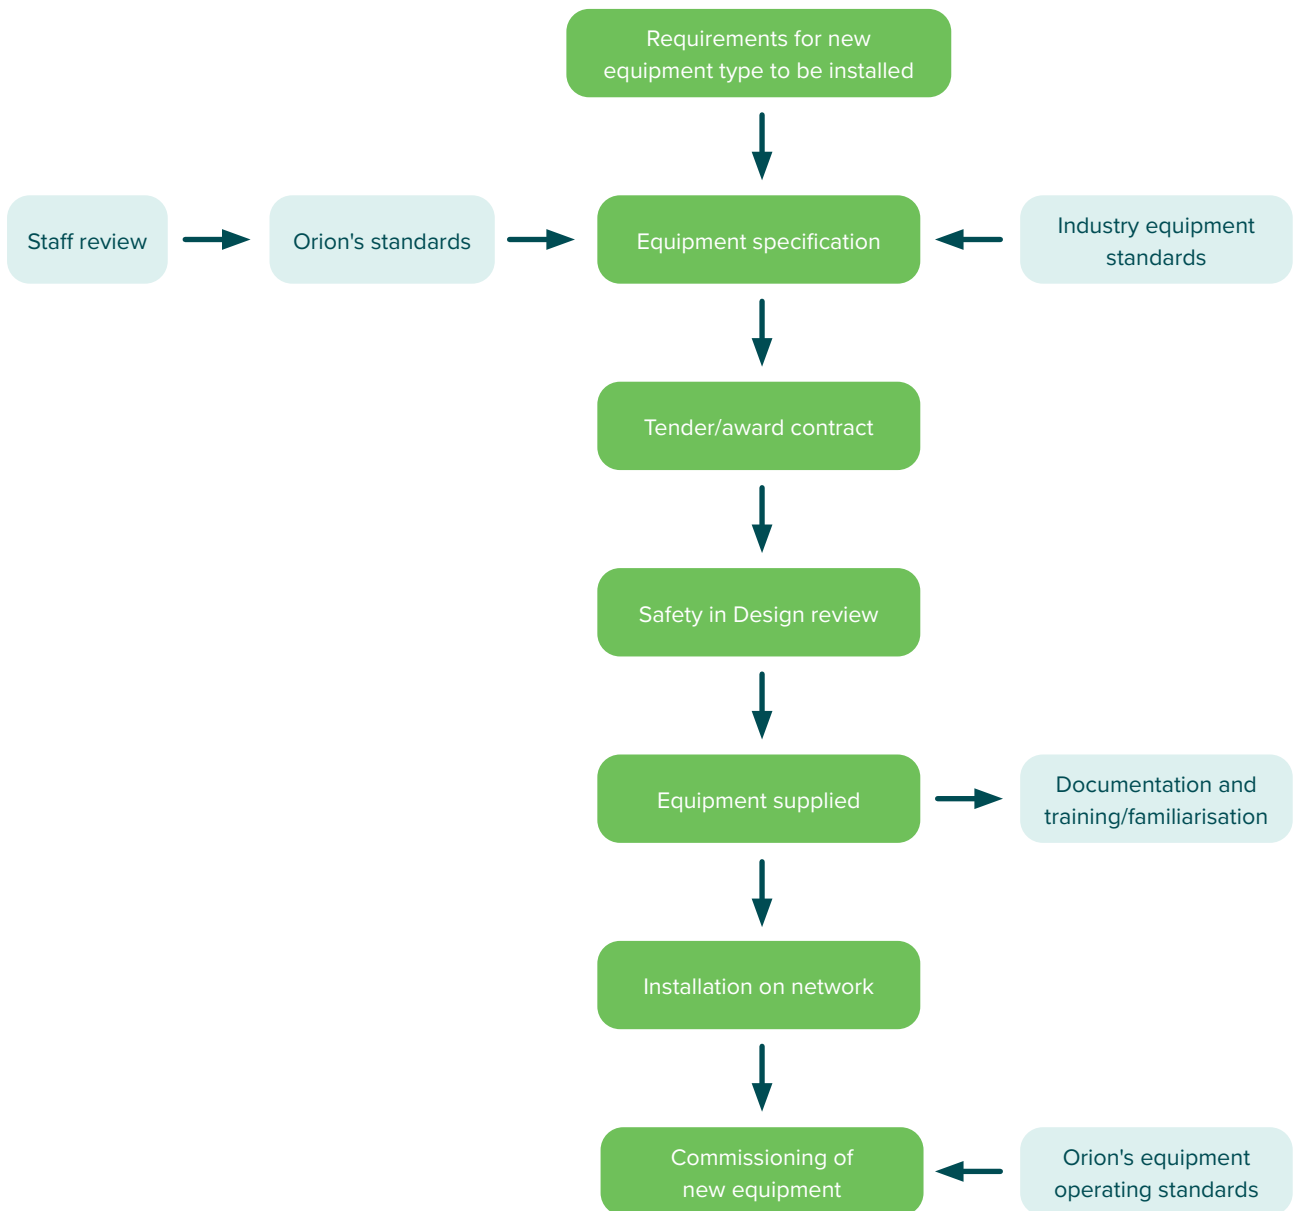 Requirements for new
equipment type to be installed
Staff review
Orion's standards
Equipment specification
Industry equipment
standards
Tender/award contract
Safety in Design review
Equipment supplied
Documentation and
training/familiarisation
Installation on network
Commissioning of
new equipment
Orion's equipment
operating standards